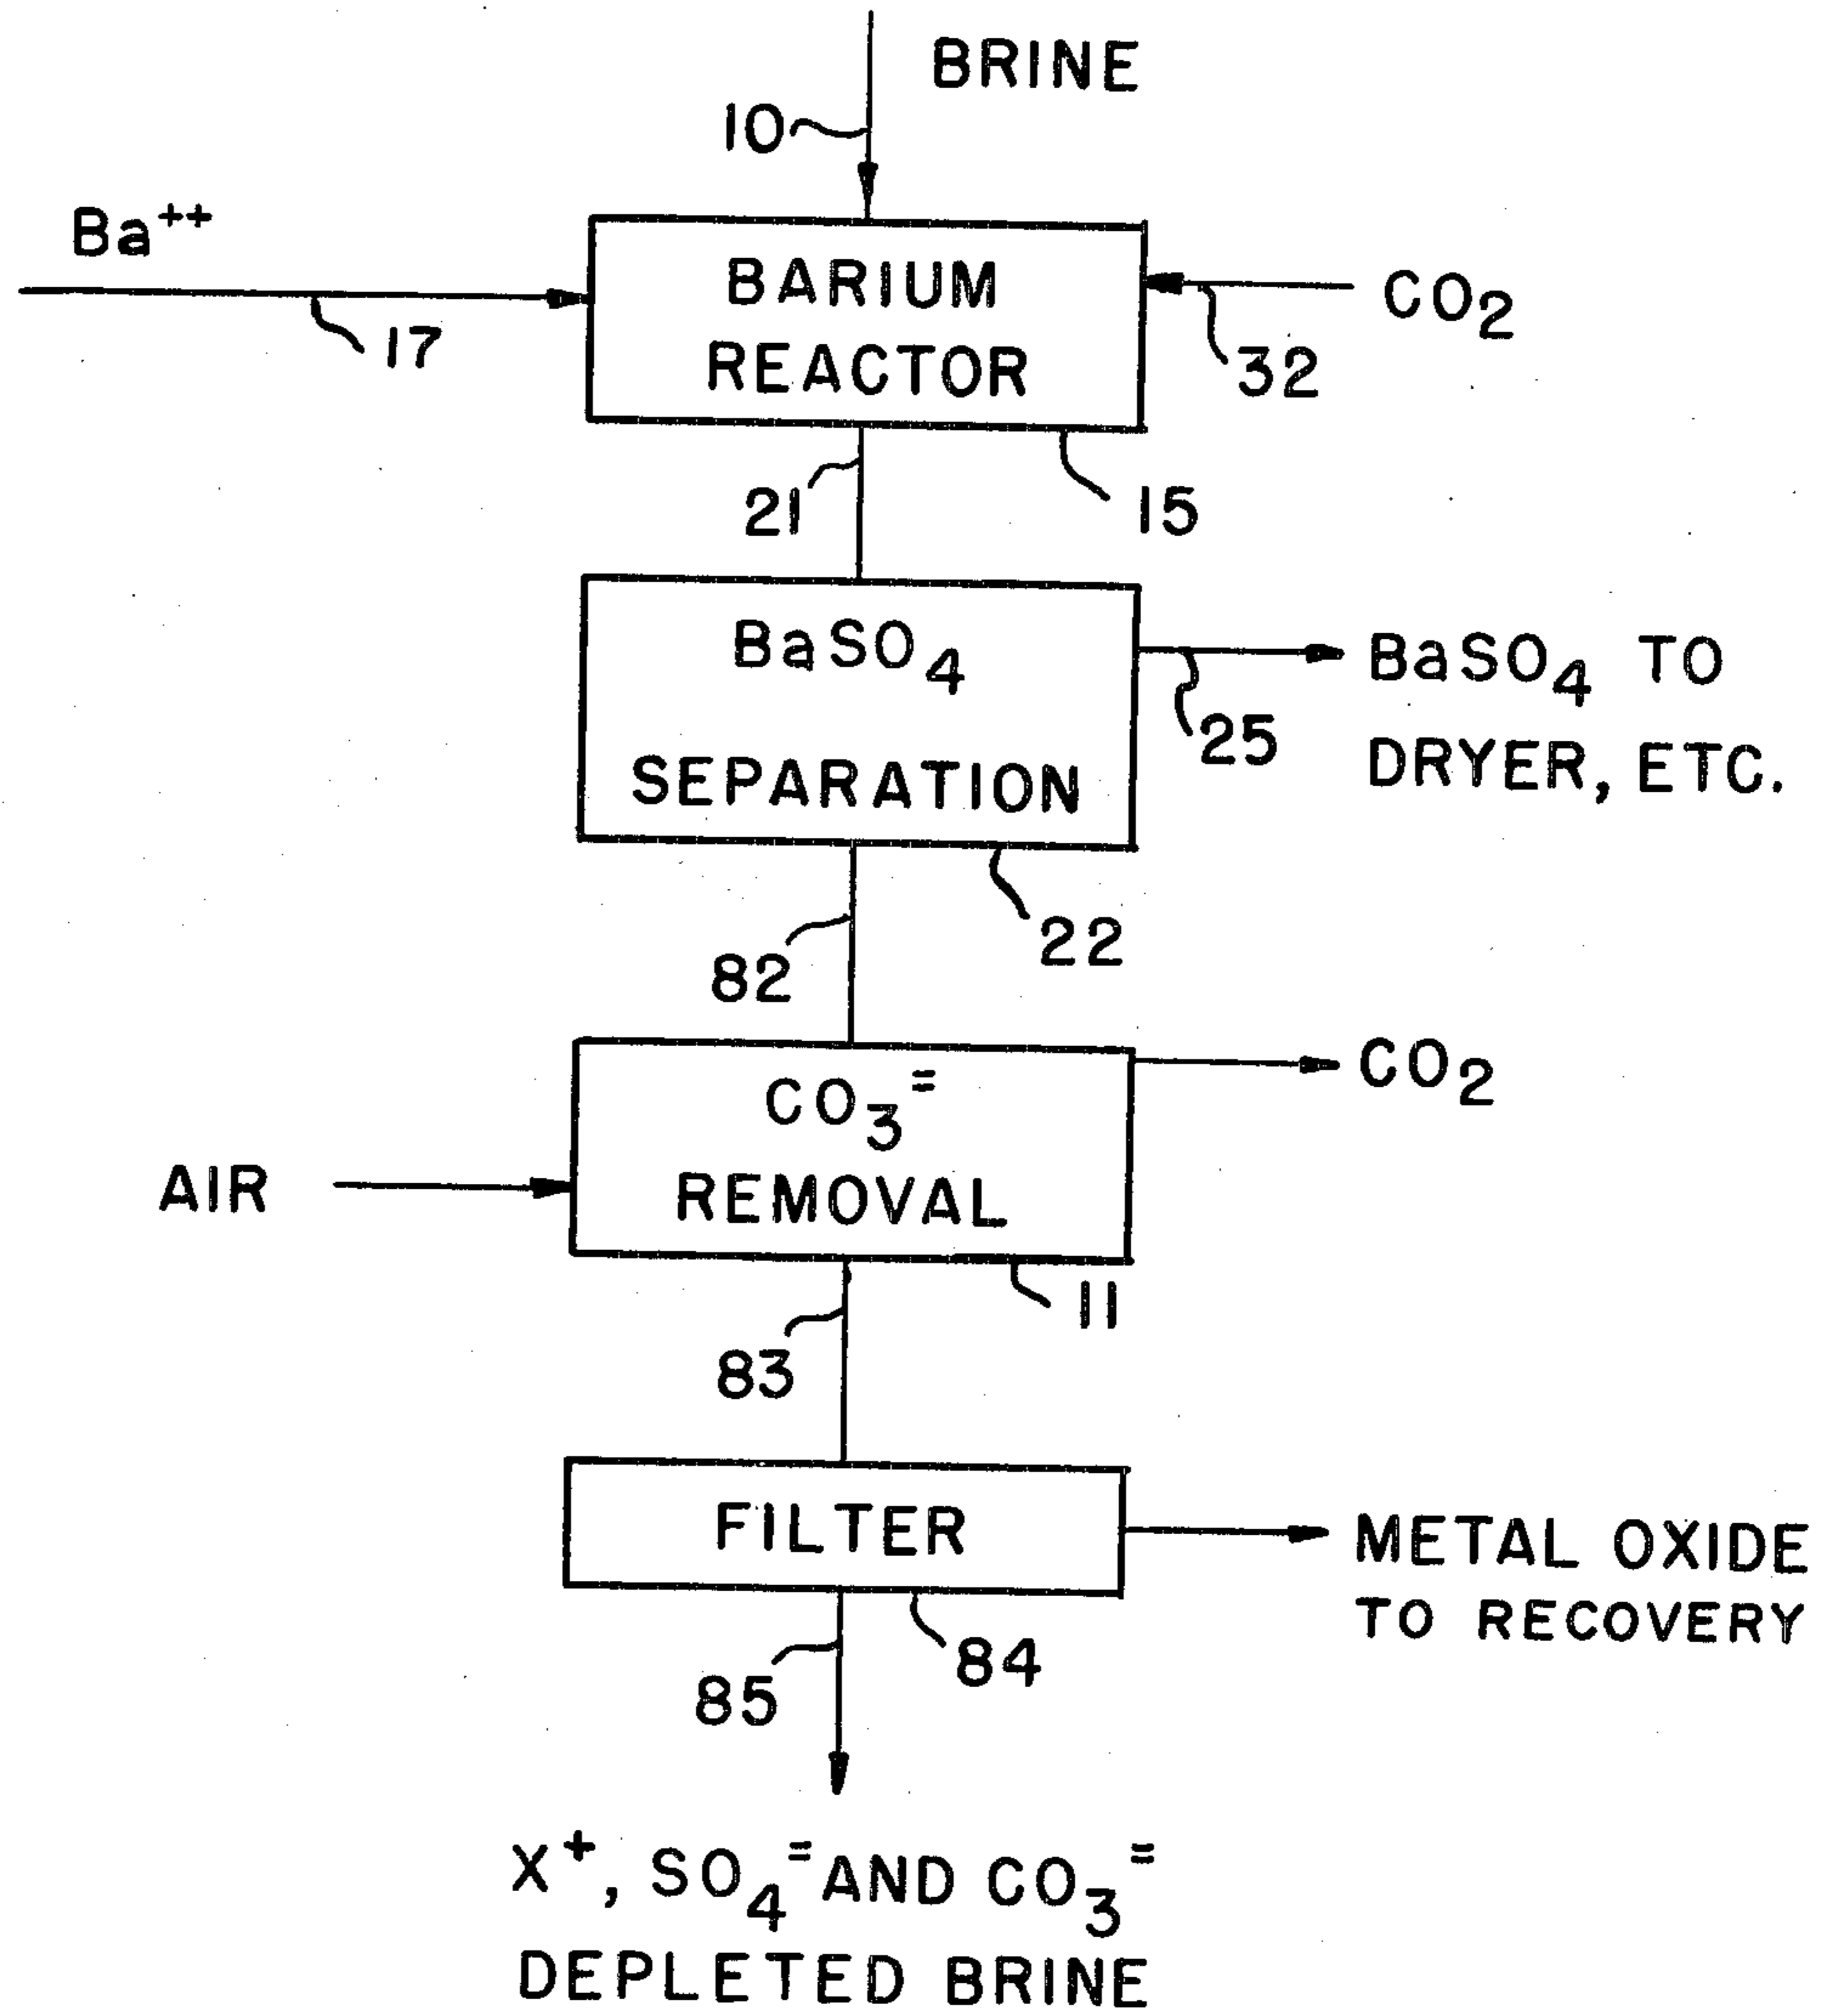 BRINE
10
Ba++
17
BARIUM
REACTOR
CO2
32
21
15
BaSO4
SEPARATION
BaSO4 TO
DRYER, ETC.
25
22
82
CO3=
REMOVAL
CO2
AIR
11
83
FILTER
METAL OXIDE
TO RECOVERY
84
85
X+, SO4= AND CO3=
DEPLETED BRINE